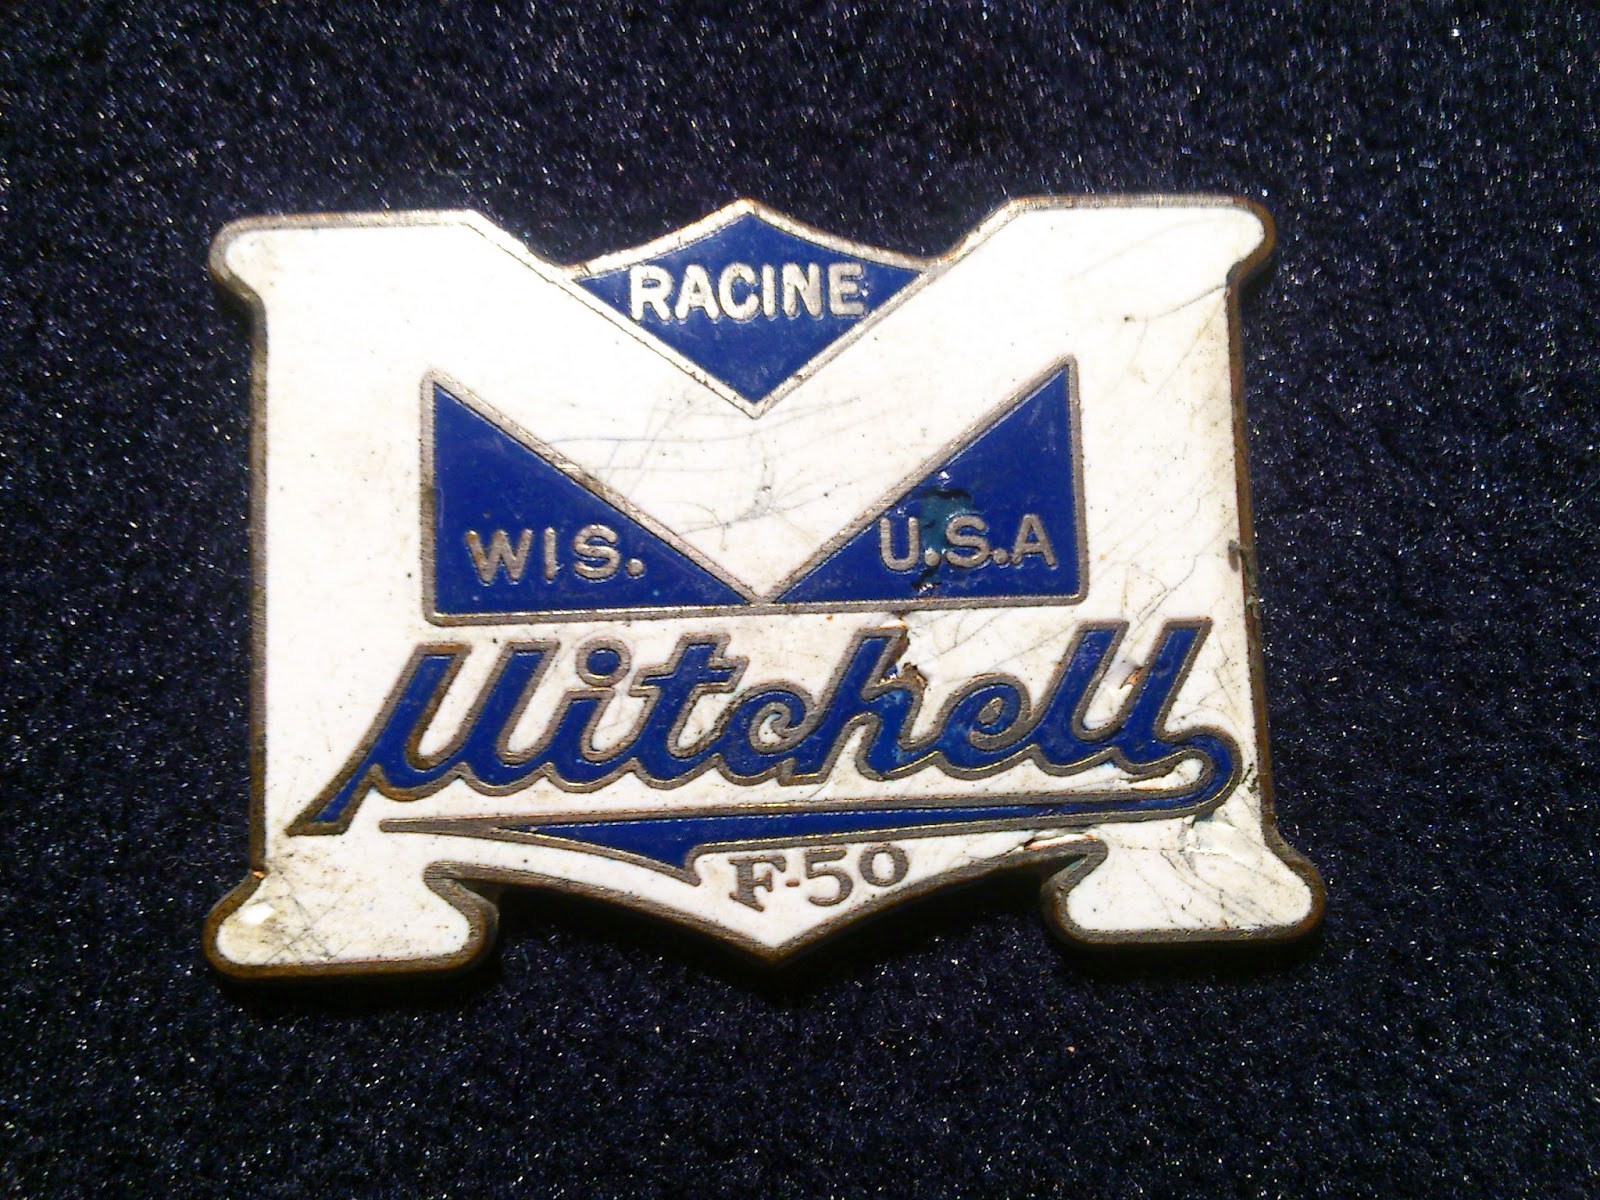 RACINE
WIS. U.S.A
Mitchell
F-50